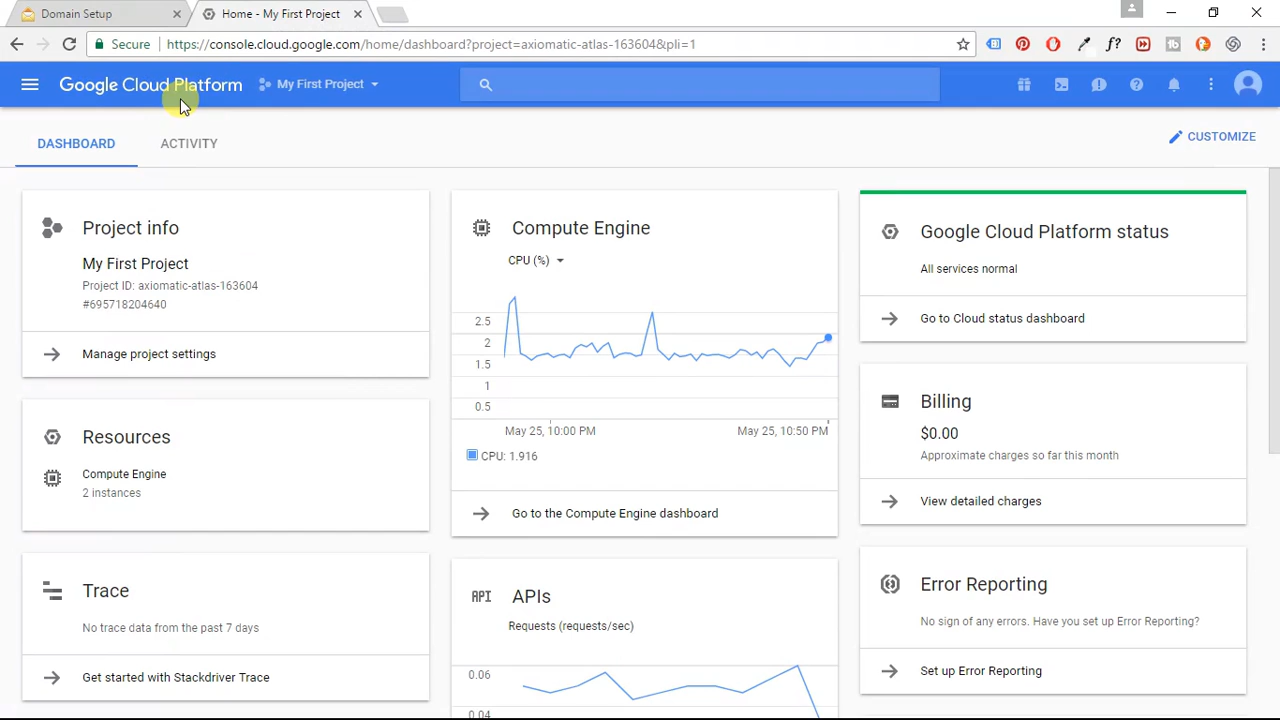 Domain Setup
Home - My First Project
Secure
https://console.cloud.google.com/home/dashboard?project=axiomatic-atlas-163604&pli=1
f?
Google Cloud Platform
My First Project
DASHBOARD
ACTIVITY
CUSTOMIZE
Project info
My First Project
Project ID: axiomatic-atlas-163604
#695718204640
Manage project settings
Resources
Compute Engine
2 instances
Trace
No trace data from the past 7 days
Get started with Stackdriver Trace
Compute Engine
CPU (%)
2.5
2
1.5
1
0.5
May 25, 10:00 PM
May 25, 10:50 PM
CPU: 1.916
Go to the Compute Engine dashboard
API
APIs
Requests (requests/sec)
0.06
0.04
Google Cloud Platform status
All services normal
Go to Cloud status dashboard
Billing
$0.00
Approximate charges so far this month
View detailed charges
Error Reporting
No sign of any errors. Have you set up Error Reporting?
Set up Error Reporting